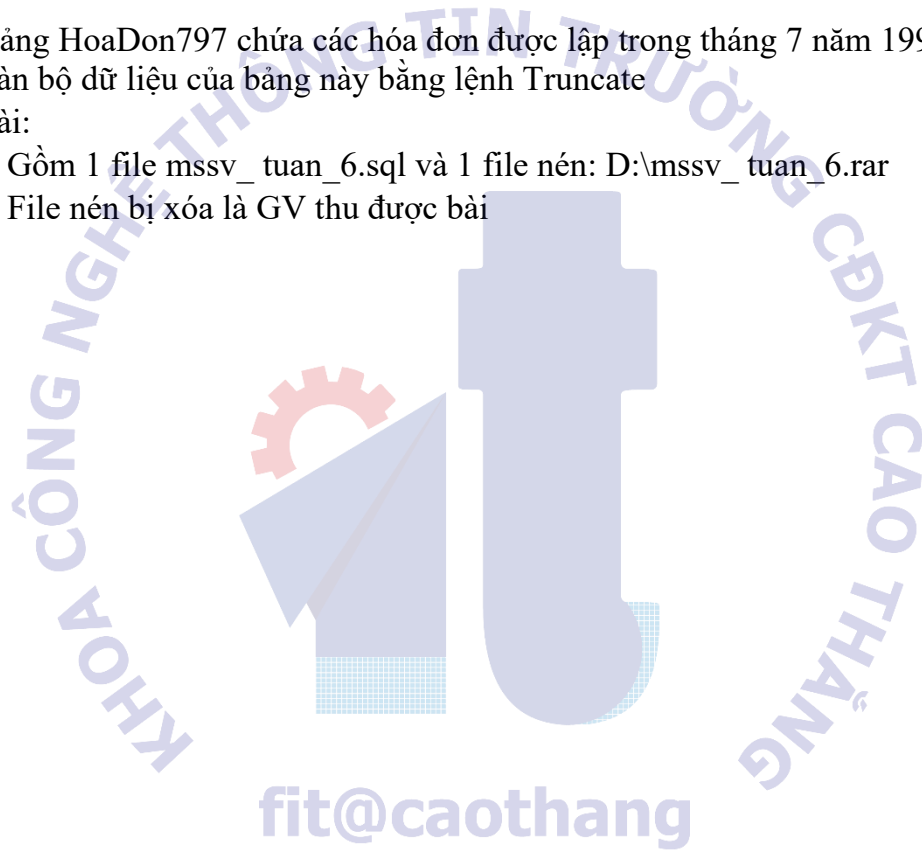 ảng HoaDon797 chứa các hóa đơn được lập trong tháng 7 năm 199
àn bộ dữ liệu của bảng này bằng lệnh Truncate
ài:
Gồm 1 file mssv_ tuan_6.sql và 1 file nén: D:\mssv_ tuan_6.rar
File nén bị xóa là GV thu được bài
KHOA CÔNG NGHỆ THÔNG TIN TRƯỜNG CĐKT CAO THẮNG
fit@caothang